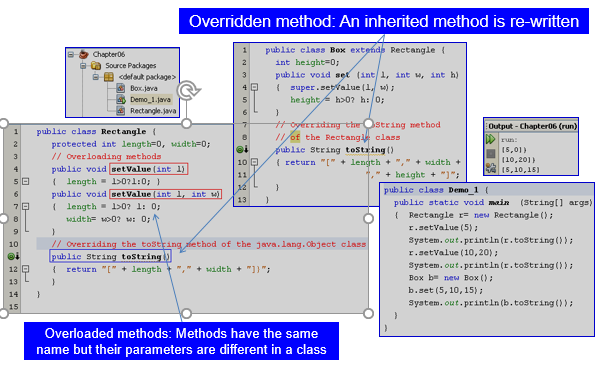 Overridden method: An inherited method is re-written
Chapter06
Source Packages
<default package>
Box.java
Demo_1.java
Rectangle.java
1 public class Box extends Rectangle {
2 int height=0;
3 public void set (int l, int w, int h)
4 { super.setValue(l, w);
5 height = h>0? h: 0;
6 }
7 // Overriding the toString method
8 // of the Rectangle class
public String toString()
10 { return "[" + length + "," + width +
11 "," + height + "]";
12 }
13 }
Output - Chapter06 (run)
run:
1 public class Rectangle {
2 protected int length=0, width=0;
3 // Overloading methods
4 public void setValue(int l)
5 { length = l>0?l:0; }
6 public void setValue(int l, int w)
7 { length = l>0? l: 0;
8 width= w>0? w: 0;
9 }
10 // Overriding the toString method of the java.lang.Object class
public String toString()
12 { return "[" + length + "," + width + "]}";
13 }
14 }
15
public class Demo_1 {
public static void main (String[] args)
{ Rectangle r= new Rectangle();
r.setValue(5);
System.out.println(r.toString());
r.setValue(10,20);
System.out.println(r.toString());
Box b= new Box();
b.set(5,10,15);
System.out.println(b.toString());
}
}
Overloaded methods: Methods have the same
name but their parameters are different in a class